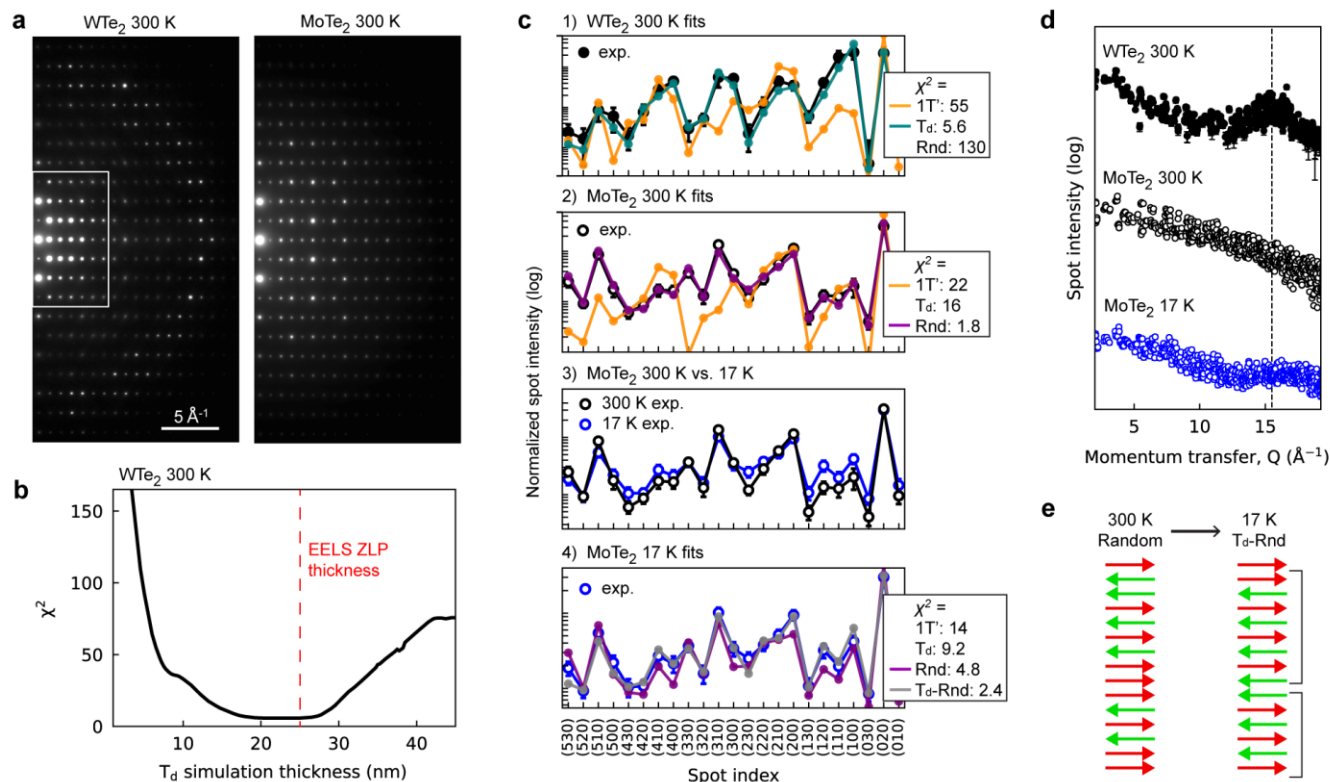 a
WTe₂ 300 K
MoTe₂ 300 K
5 Å⁻¹
b
WTe₂ 300 K
χ²
150
100
50
0
EELS ZLP
thickness
10
20
30
40
Td simulation thickness (nm)
c
Normalized spot intensity (log)
1) WTe₂ 300 K fits
exp.
χ² =
1T': 55
Td: 5.6
Rnd: 130
2) MoTe₂ 300 K fits
exp.
χ² =
1T': 22
Td: 16
Rnd: 1.8
3) MoTe₂ 300 K vs. 17 K
300 K exp.
17 K exp.
4) MoTe₂ 17 K fits
exp.
χ² =
1T': 14
Td: 9.2
Rnd: 4.8
Td-Rnd: 2.4
(530)
(520)
(510)
(500)
(430)
(420)
(410)
(400)
(330)
(320)
(310)
(300)
(230)
(220)
(210)
(200)
(130)
(120)
(110)
(100)
(030)
(020)
(010)
Spot index
d
WTe₂ 300 K
MoTe₂ 300 K
MoTe₂ 17 K
Spot intensity (log)
5
10
15
Momentum transfer, Q (Å⁻¹)
e
300 K
Random
17 K
Td-Rnd